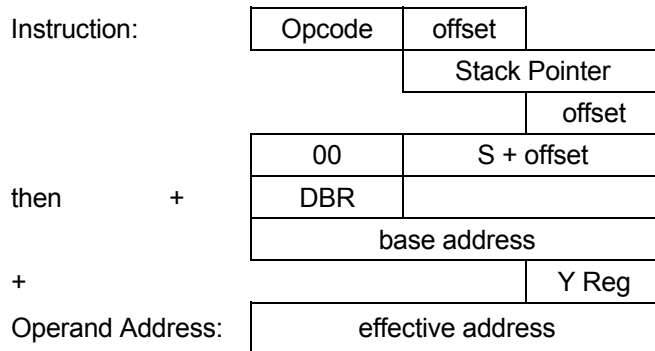 Instruction: Opcode offset
Stack Pointer
offset
00 S + offset
then + DBR
base address
+ Y Reg
Operand Address: effective address